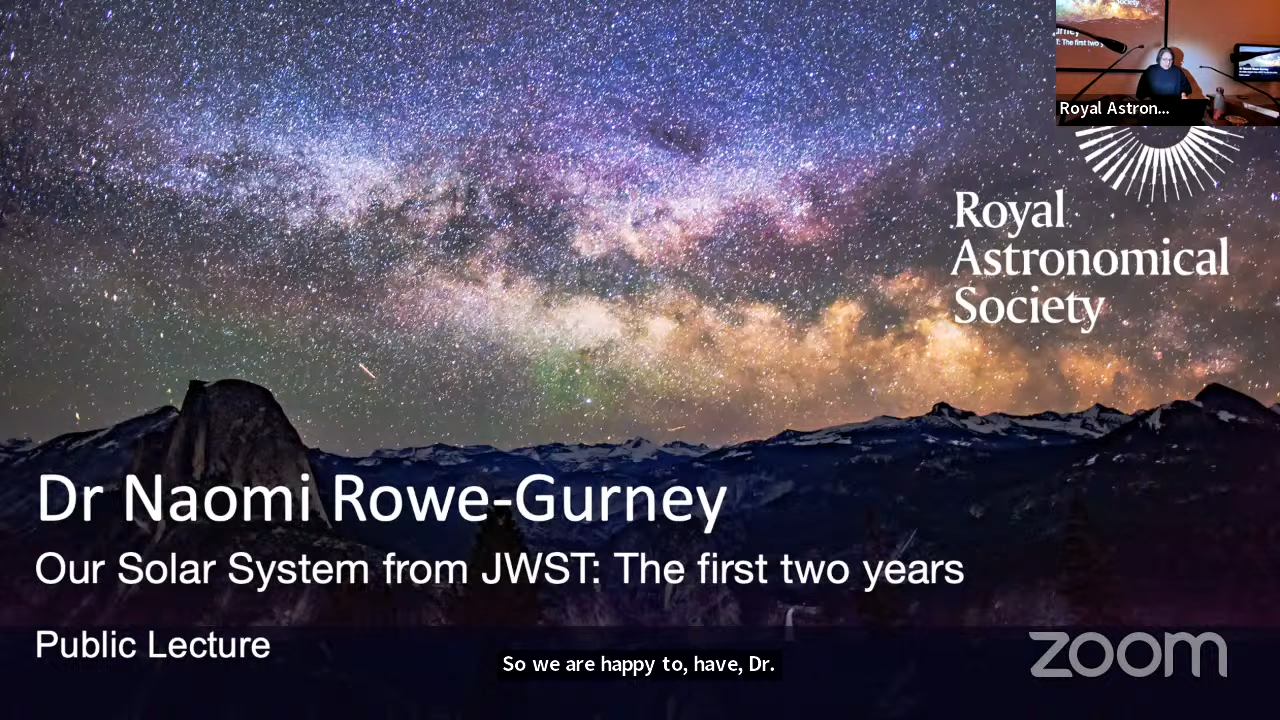 Society
Royal Astron...
Royal
Astronomical
Society
Dr Naomi Rowe-Gurney
Our Solar System from JWST: The first two years
Public Lecture
So we are happy to, have, Dr.
zoom